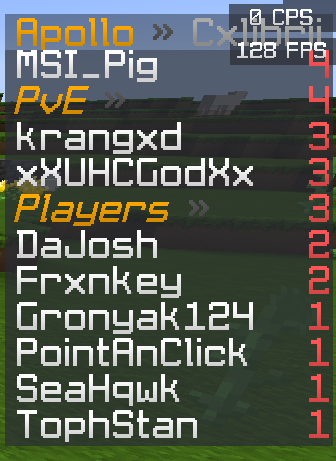 0 CPS
128 FPS
Apollo » Cxlibrii
MSI_Pig 4
PvE » 4
krangxd 3
xXUHCGodXx 3
Players » 3
DaJosh 2
Frxnkey 2
Gronyak124 1
PointAnClick 1
SeaHqwk 1
TophStan 1